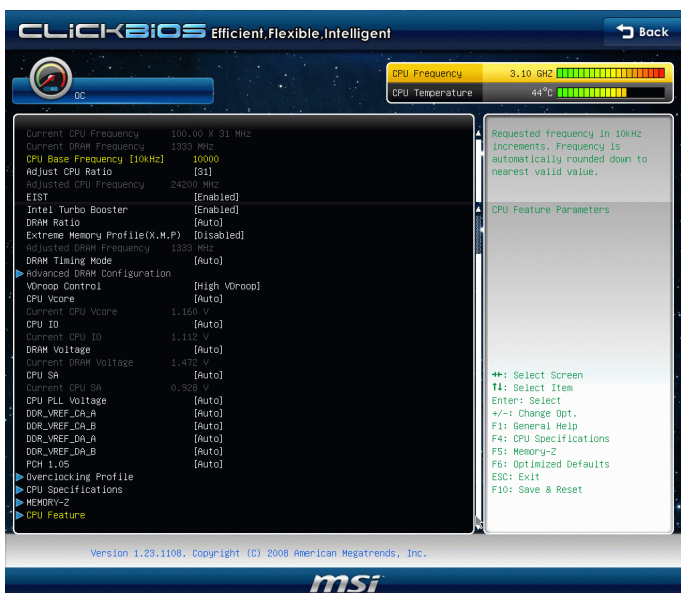 CLiCKBIOS Efficient,Flexible,Intelligent
Back
OC
CPU Frequency 3.10 GHZ
CPU Temperature 44°C
Current CPU Frequency 100.00 X 31 MHz
Current DRAM Frequency 1333 MHz
CPU Base Frequency [10kHz] 10000
Adjust CPU Ratio [31]
Adjusted CPU Frequency 24200 MHz
EIST [Enabled]
Intel Turbo Booster [Enabled]
DRAM Ratio [Auto]
Extreme Memory Profile(X.M.P) [Disabled]
Adjusted DRAM Frequency 1333 MHz
DRAM Timing Mode [Auto]
Advanced DRAM Configuration
VDroop Control [High VDroop]
CPU Vcore [Auto]
Current CPU Vcore 1.160 V
CPU IO [Auto]
Current CPU IO 1.112 V
DRAM Voltage [Auto]
Current DRAM Voltage 1.472 V
CPU SA [Auto]
Current CPU SA 0.928 V
CPU PLL Voltage [Auto]
DDR_VREF_CA_A [Auto]
DDR_VREF_CA_B [Auto]
DDR_VREF_DA_A [Auto]
DDR_VREF_DA_B [Auto]
PCH 1.05 [Auto]
Overclocking Profile
CPU Specifications
MEMORY-Z
CPU Feature
Requested frequency in 10kHz
increments. Frequency is
automatically rounded down to
nearest valid value.
CPU Feature Parameters
→←: Select Screen
↑↓: Select Item
Enter: Select
+/-: Change Opt.
F1: General Help
F4: CPU Specifications
F5: Memory-Z
F6: Optimized Defaults
ESC: Exit
F10: Save & Reset
Version 1.23.1108. Copyright (C) 2008 American Megatrends, Inc.
msi